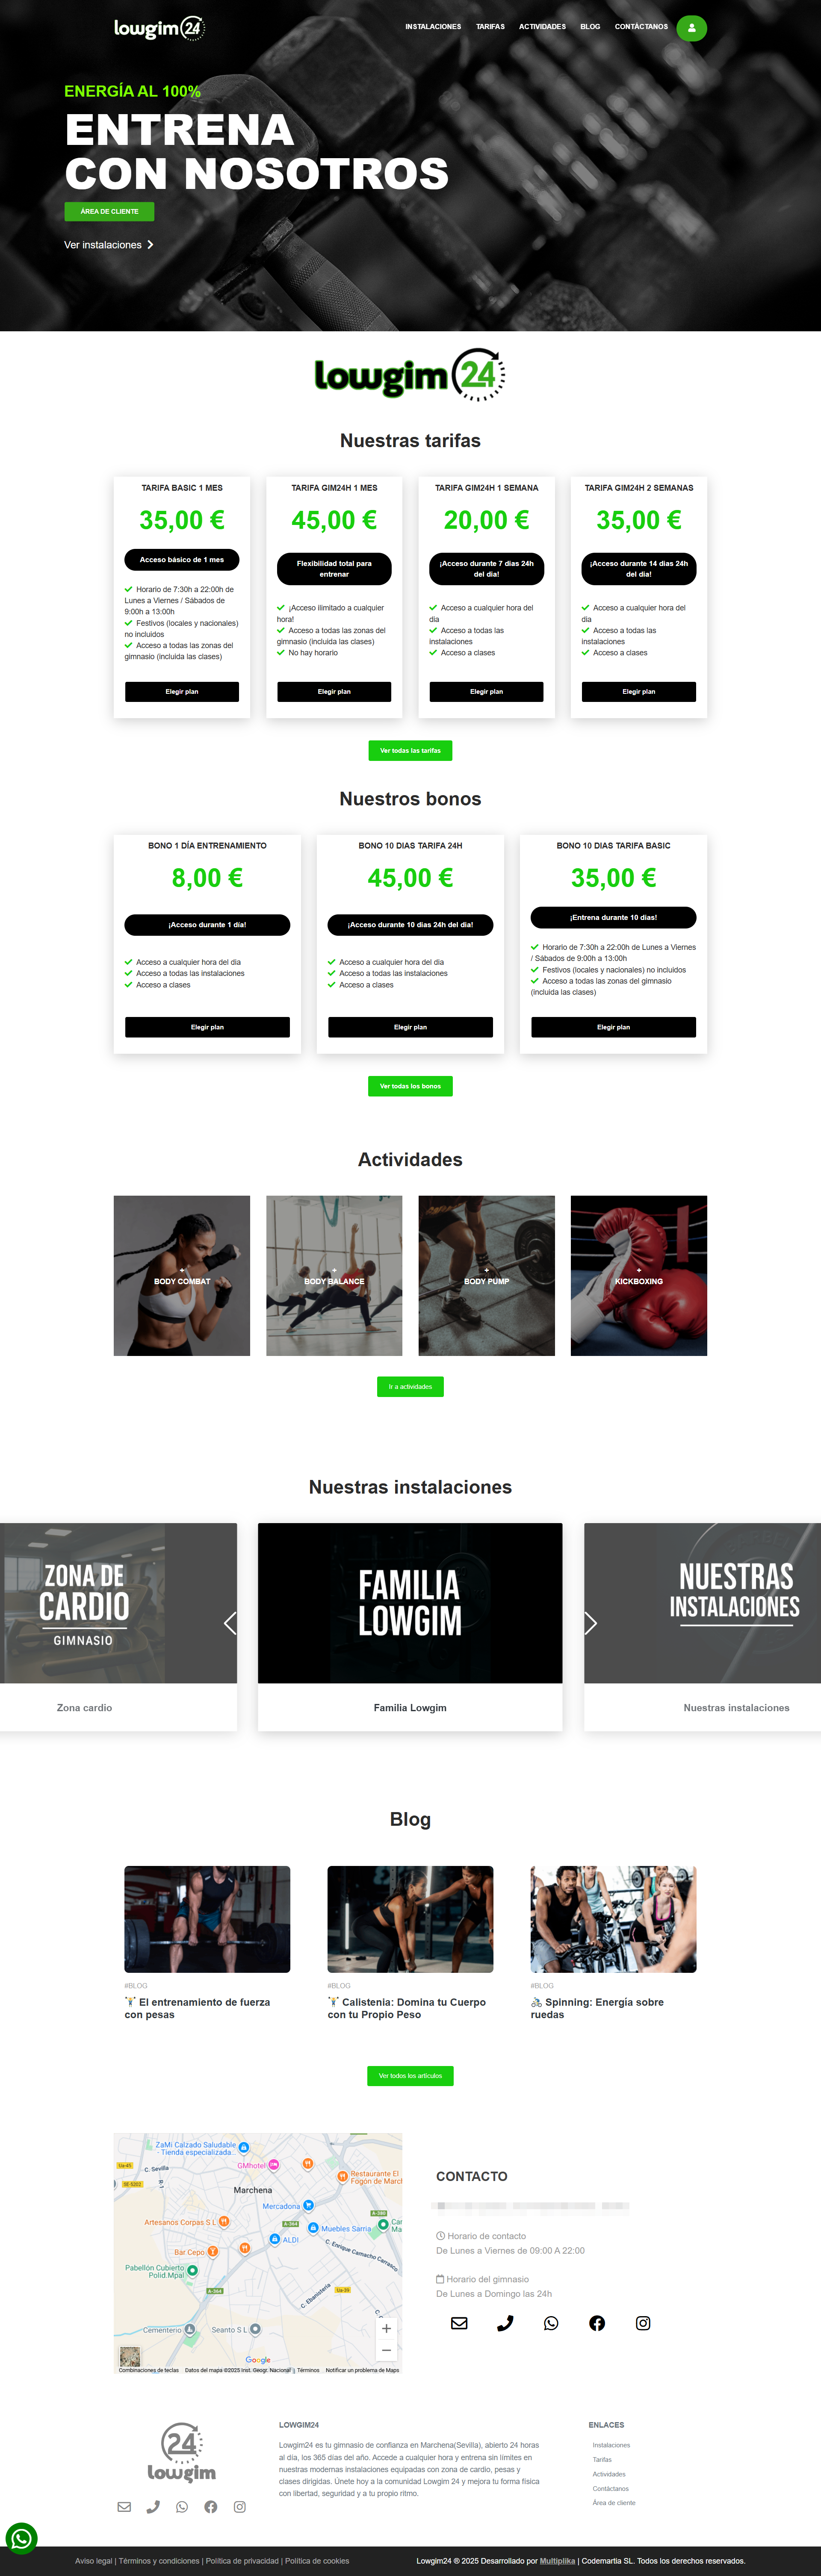 lowgim 24
INSTALACIONES TARIFAS ACTIVIDADES BLOG CONTÁCTANOS
ENERGÍA AL 100%
ENTRENA
CON NOSOTROS
ÁREA DE CLIENTE
Ver instalaciones
lowgim 24
Nuestras tarifas
TARIFA BASIC 1 MES
35,00 €
Acceso básico de 1 mes
Horario de 7:30h a 22:00h de
Lunes a Viernes / Sábados de
9:00h a 13:00h
Festivos (locales y nacionales)
no incluidos
Acceso a todas las zonas del
gimnasio (incluida las clases)
Elegir plan
TARIFA GIM24H 1 MES
45,00 €
Flexibilidad total para
entrenar
¡Acceso ilimitado a cualquier
hora!
Acceso a todas las zonas del
gimnasio (incluida las clases)
No hay horario
Elegir plan
TARIFA GIM24H 1 SEMANA
20,00 €
¡Acceso durante 7 dias 24h
del dia!
Acceso a cualquier hora del
dia
Acceso a todas las
instalaciones
Acceso a clases
Elegir plan
TARIFA GIM24H 2 SEMANAS
35,00 €
¡Acceso durante 14 dias 24h
del dia!
Acceso a cualquier hora del
dia
Acceso a todas las
instalaciones
Acceso a clases
Elegir plan
Ver todas las tarifas
Nuestros bonos
BONO 1 DÍA ENTRENAMIENTO
8,00 €
¡Acceso durante 1 día!
Acceso a cualquier hora del dia
Acceso a todas las instalaciones
Acceso a clases
Elegir plan
BONO 10 DIAS TARIFA 24H
45,00 €
¡Acceso durante 10 dias 24h del dia!
Acceso a cualquier hora del dia
Acceso a todas las instalaciones
Acceso a clases
Elegir plan
BONO 10 DIAS TARIFA BASIC
35,00 €
¡Entrena durante 10 dias!
Horario de 7:30h a 22:00h de Lunes a Viernes
/ Sábados de 9:00h a 13:00h
Festivos (locales y nacionales) no incluidos
Acceso a todas las zonas del gimnasio
(incluida las clases)
Elegir plan
Ver todas los bonos
Actividades
+
BODY COMBAT
+
BODY BALANCE
+
BODY PUMP
+
KICKBOXING
Ir a actividades
Nuestras instalaciones
ZONA DE
CARDIO
GIMNASIO
Zona cardio
FAMILIA
LOWGIM
Familia Lowgim
NUESTRAS
INSTALACIONES
Nuestras instalaciones
Blog
#BLOG
🏋 El entrenamiento de fuerza
con pesas
#BLOG
🏋 Calistenia: Domina tu Cuerpo
con tu Propio Peso
#BLOG
🚴 Spinning: Energía sobre
ruedas
Ver todos los artículos
ZaMi Calzado Saludable
- Tienda especializada...
Ua-45
C. Sevilla
GMhotel
SE-5202
Restaurante El
Fogón de March
Marchena
Mercadona
A-380
Artesanos Corpas S.L
A-364
Muebles Sarria
Ma
ALDI
Bar Cepo
C. Enrique Camacho Carrasco
Pabellón Cubierto
Polid.Mpal
Ua-39
A-364
C. Ebanistería
Cementerio
Seanto S.L
Google
Combinaciones de teclas Datos del mapa ©2025 Inst. Geogr. Nacional Términos Notificar un problema de Maps
CONTACTO
Horario de contacto
De Lunes a Viernes de 09:00 A 22:00
Horario del gimnasio
De Lunes a Domingo las 24h
24
lowgim
LOWGIM24
Lowgim24 es tu gimnasio de confianza en Marchena(Sevilla), abierto 24 horas
al día, los 365 días del año. Accede a cualquier hora y entrena sin límites en
nuestras modernas instalaciones equipadas con zona de cardio, pesas y
clases dirigidas. Únete hoy a la comunidad Lowgim 24 y mejora tu forma física
con libertad, seguridad y a tu propio ritmo.
ENLACES
Instalaciones
Tarifas
Actividades
Contáctanos
Área de cliente
Aviso legal | Términos y condiciones | Política de privacidad | Política de cookies
Lowgim24 ® 2025 Desarrollado por Multiplika | Codemartia SL. Todos los derechos reservados.